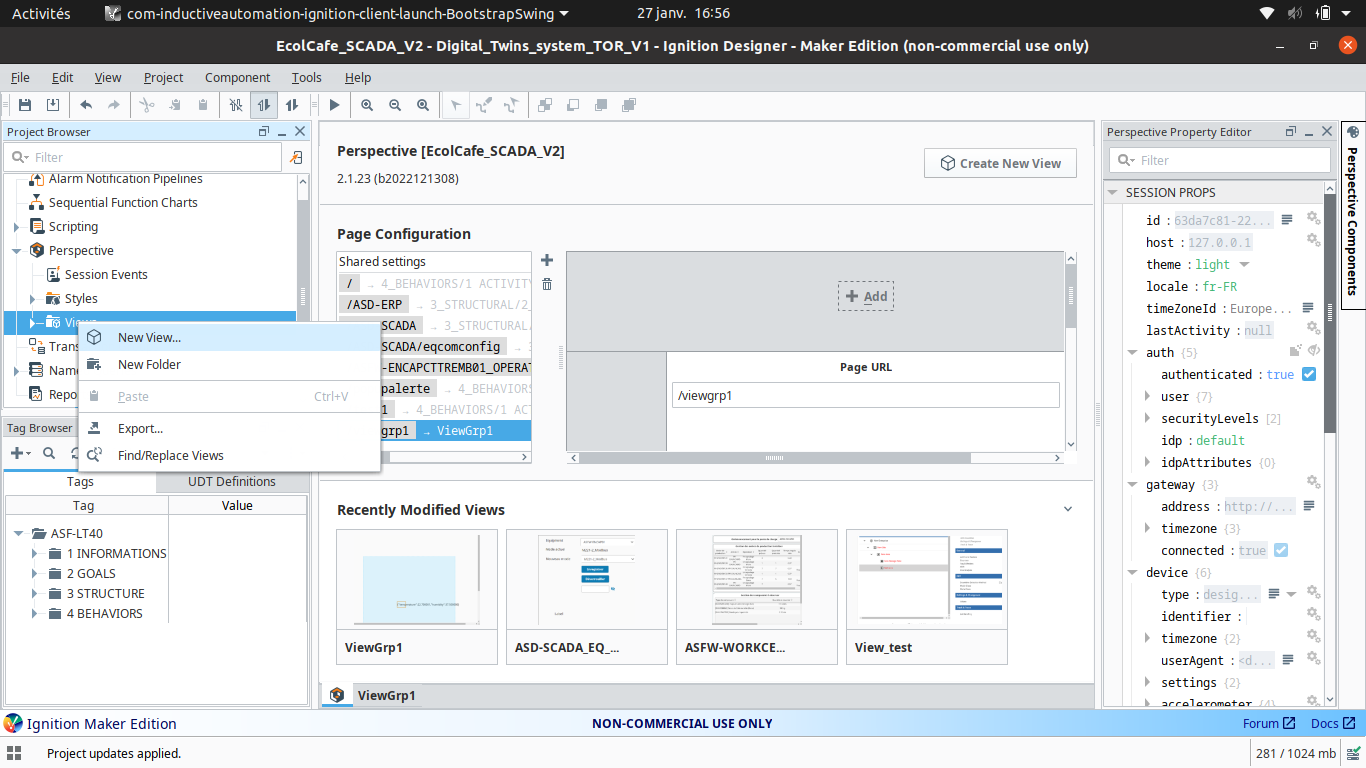 Activités com-inductiveautomation-ignition-client-launch-BootstrapSwing 27 janv. 16:56
EcolCafe_SCADA_V2 - Digital_Twins_system_TOR_V1 - Ignition Designer - Maker Edition (non-commercial use only)
File Edit View Project Component Tools Help
Project Browser
Filter
Alarm Notification Pipelines
Sequential Function Charts
Scripting
Perspective
Session Events
Styles
Views
Trans
Name
Repo
New View...
New Folder
Paste Ctrl+V
Export...
Find/Replace Views
Tag Browser
Tags UDT Definitions
Tag Value
ASF-LT40
1 INFORMATIONS
2 GOALS
3 STRUCTURE
4 BEHAVIORS
Perspective [EcolCafe_SCADA_V2]
2.1.23 (b2022121308)
Create New View
Page Configuration
Shared settings
/ → 4_BEHAVIORS/1 ACTIVIT
/ASD-ERP → 3_STRUCTURAL/2_
SCADA → 3_STRUCTURAL/
SCADA/eqcomconfig →
-ENCAPCTTREMB01_OPERAT
palerte → 4_BEHAVIORS/
1 → 4_BEHAVIORS/1 ACT
grp1 → ViewGrp1
Add
Page URL
/viewgrp1
Recently Modified Views
ViewGrp1
ASD-SCADA_EQ_...
ASFW-WORKCE...
View_test
ViewGrp1
Perspective Property Editor
Filter
SESSION PROPS
id : 63da7c81-22...
host : 127.0.0.1
theme : light
locale : fr-FR
timeZoneId : Europe...
lastActivity : null
auth {5}
authenticated : true
user {7}
securityLevels [2]
idp : default
idpAttributes {0}
gateway {3}
address : http://...
timezone {3}
connected : true
device {6}
type : desig...
identifier :
timezone {2}
userAgent : <d...
settings {2}
accelerometer {4}
Perspective Components
Ignition Maker Edition NON-COMMERCIAL USE ONLY Forum Docs
Project updates applied. 281 / 1024 mb